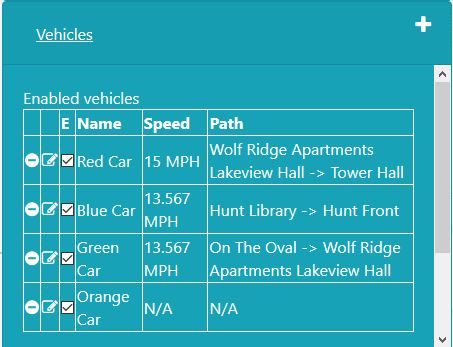 Vehicles
Enabled vehicles
E Name Speed Path
Red Car 15 MPH Wolf Ridge Apartments
Lakeview Hall -> Tower Hall
Blue Car 13.567
MPH Hunt Library -> Hunt Front
Green
Car 13.567
MPH On The Oval -> Wolf Ridge
Apartments Lakeview Hall
Orange
Car N/A N/A